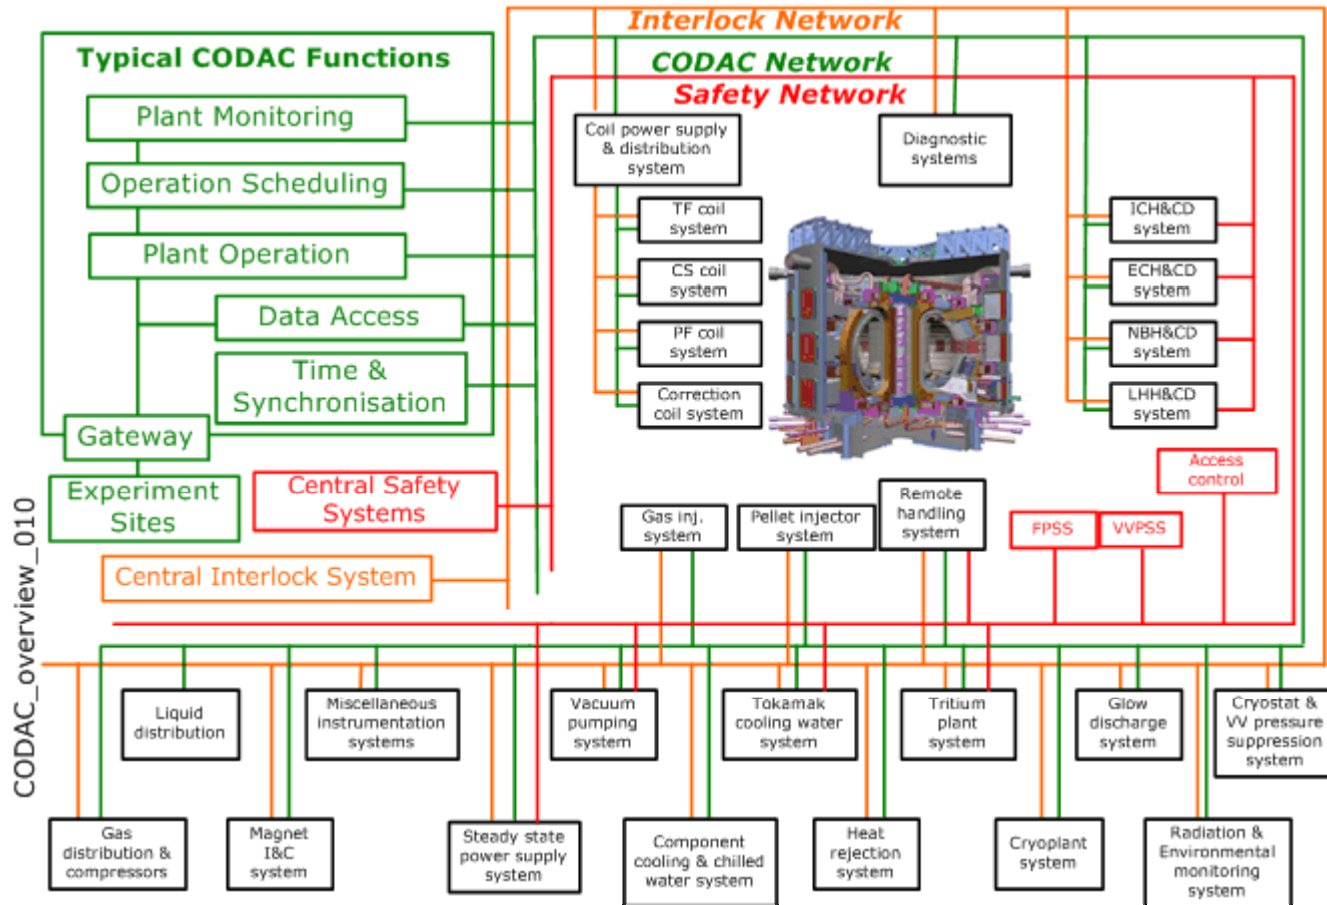 Interlock Network
CODAC Network
Safety Network
Typical CODAC Functions
Plant Monitoring
Operation Scheduling
Plant Operation
Data Access
Time &
Synchronisation
Gateway
Experiment
Sites
Central Safety
Systems
Central Interlock System
Coil power supply
& distribution
system
TF coil
system
CS coil
system
PF coil
system
Correction
coil system
Diagnostic
systems
ICH&CD
system
ECH&CD
system
NBH&CD
system
LHH&CD
system
Access
control
Gas inj.
system
Pellet injector
system
Remote
handling
system
FPSS
VVPSS
Liquid
distribution
Miscellaneous
instrumentation
systems
Vacuum
pumping
system
Tokamak
cooling water
system
Tritium
plant
system
Glow
discharge
system
Cryostat &
VV pressure
suppression
system
Gas
distribution &
compressors
Magnet
I&C
system
Steady state
power supply
system
Component
cooling & chilled
water system
Heat
rejection
system
Cryoplant
system
Radiation &
Environmental
monitoring
system
CODAC_overview_010